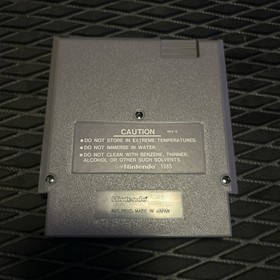 CAUTION
• DO NOT STORE IN EXTREME TEMPERATURES.
• DO NOT IMMERSE IN WATER.
• DO NOT CLEAN WITH BENZENE, THINNER,
ALCOHOL OR OTHER SUCH SOLVENTS.
Nintendo 1985
Nintendo
MADE IN JAPAN